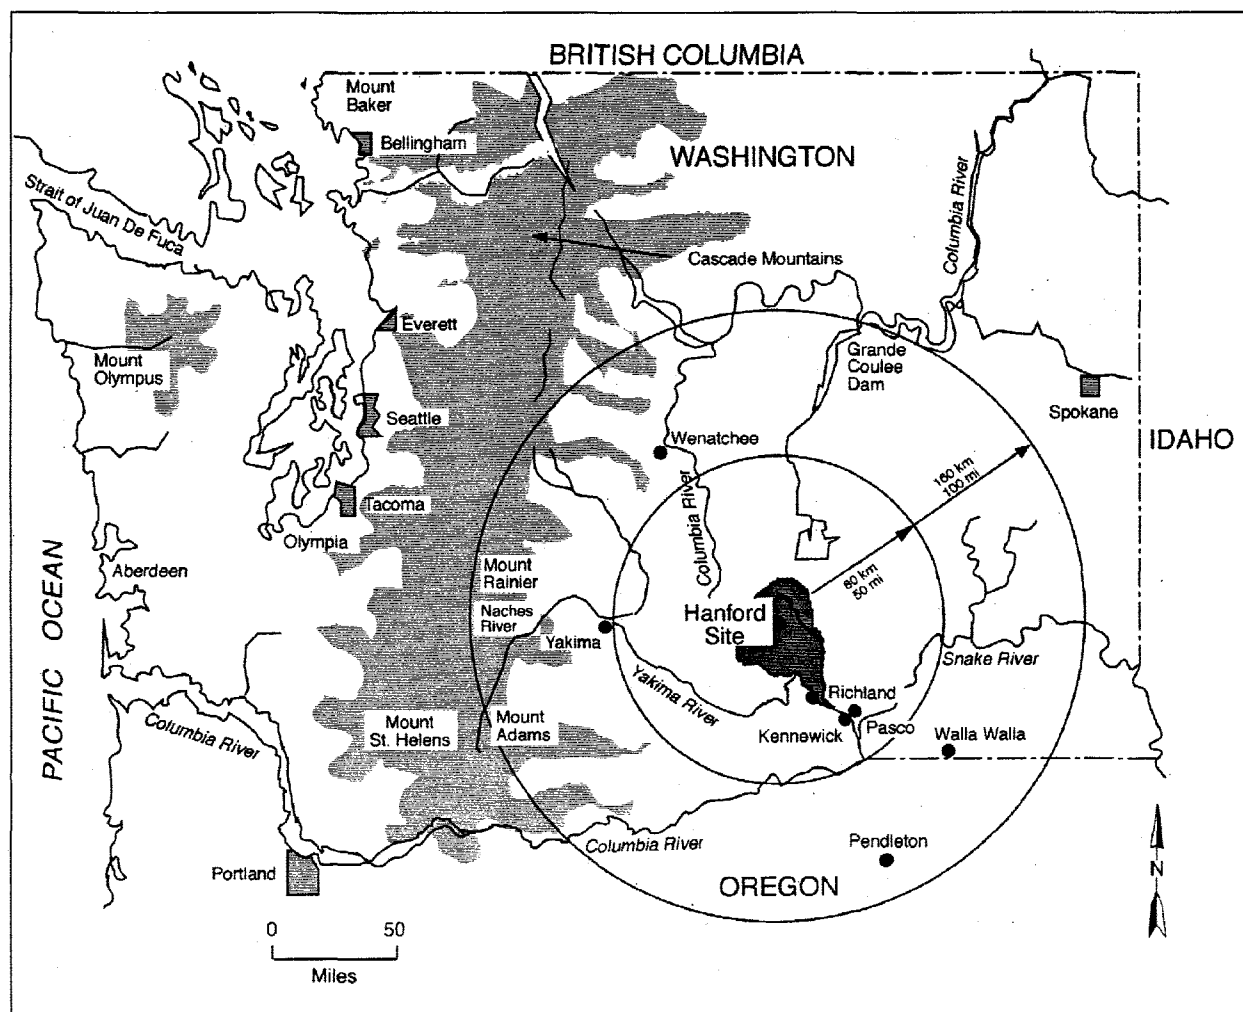 BRITISH COLUMBIA
Mount
Baker
Bellingham
WASHINGTON
Strait of Juan De Fuca
Columbia River
Cascade Mountains
Everett
Mount
Olympus
Grande
Coulee
Dam
Spokane
Seattle
Wenatchee
IDAHO
160 km
100 mi
Tacoma
Olympia
Columbia River
PACIFIC OCEAN
Aberdeen
Mount
Rainier
80 km
50 mi
Naches
River
Hanford
Site
Yakima
Snake River
Yakima River
Richland
Columbia River
Mount
St. Helens
Mount
Adams
Kennewick
Pasco
Walla Walla
Columbia River
Pendleton
Portland
OREGON
N
0 50
Miles